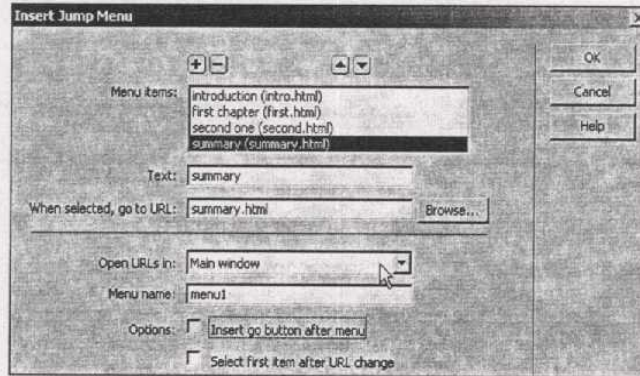 Insert Jump Menu
OK
Menu items:
introduction (intro.html)
first chapter (first.html)
second one (second.html)
summary (summary.html)
Cancel
Help
Text: summary
When selected, go to URL: summary.html Browse...
Open URLs in: Main window
Menu name: menu1
Options: Insert go button after menu
Select first item after URL change